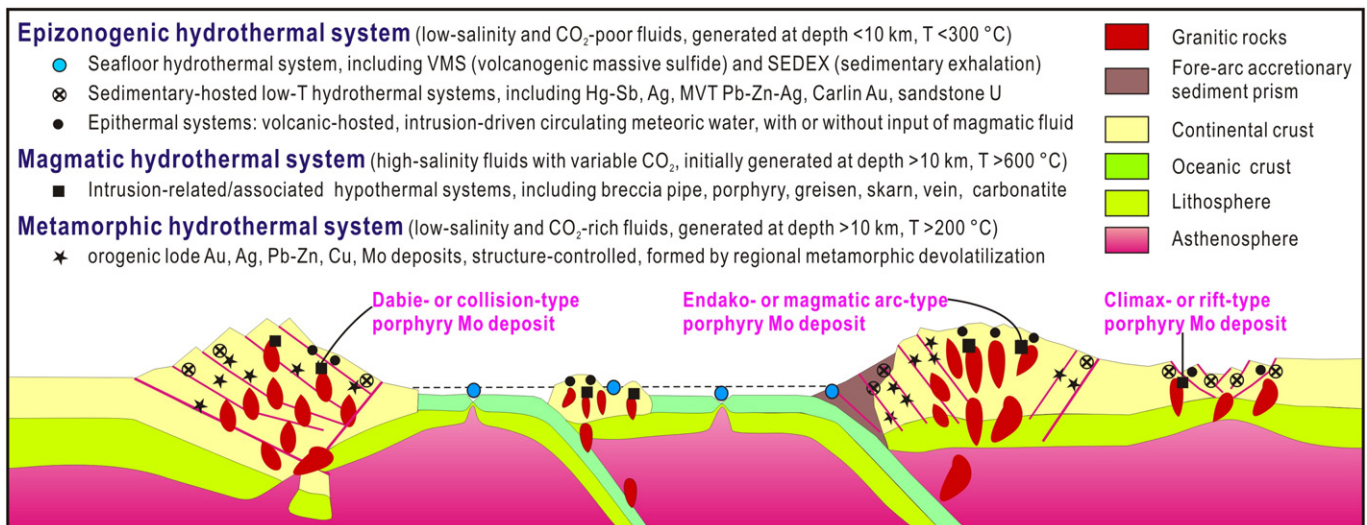 Epizonogenic hydrothermal system (low-salinity and CO₂-poor fluids, generated at depth <10 km, T <300 °C)
Seafloor hydrothermal system, including VMS (volcanogenic massive sulfide) and SEDEX (sedimentary exhalation)
Sedimentary-hosted low-T hydrothermal systems, including Hg-Sb, Ag, MVT Pb-Zn-Ag, Carlin Au, sandstone U
Epithermal systems: volcanic-hosted, intrusion-driven circulating meteoric water, with or without input of magmatic fluid
Magmatic hydrothermal system (high-salinity fluids with variable CO₂, initially generated at depth >10 km, T >600 °C)
Intrusion-related/associated hypothermal systems, including breccia pipe, porphyry, greisen, skarn, vein, carbonatite
Metamorphic hydrothermal system (low-salinity and CO₂-rich fluids, generated at depth >10 km, T >200 °C)
orogenic lode Au, Ag, Pb-Zn, Cu, Mo deposits, structure-controlled, formed by regional metamorphic devolatilization
Granitic rocks
Fore-arc accretionary
sediment prism
Continental crust
Oceanic crust
Lithosphere
Asthenosphere
Dabie- or collision-type
porphyry Mo deposit
Endako- or magmatic arc-type
porphyry Mo deposit
Climax- or rift-type
porphyry Mo deposit